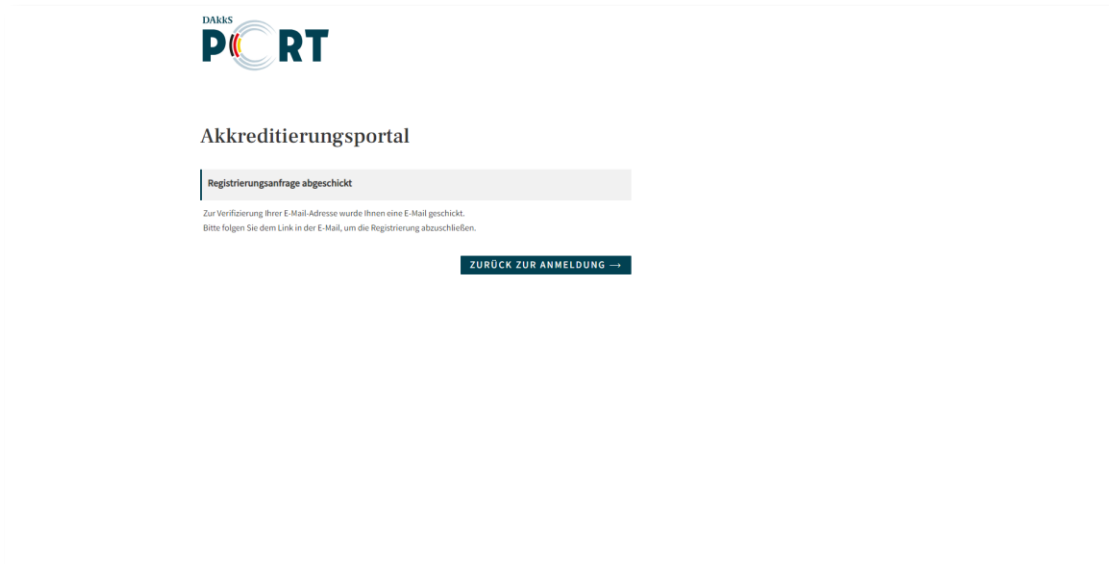 DAkkS
PORT
Akkreditierungsportal
Registrierungsanfrage abgeschickt
Zur Verifizierung Ihrer E-Mail-Adresse wurde Ihnen eine E-Mail geschickt.
Bitte folgen Sie dem Link in der E-Mail, um die Registrierung abzuschließen.
ZURÜCK ZUR ANMELDUNG →